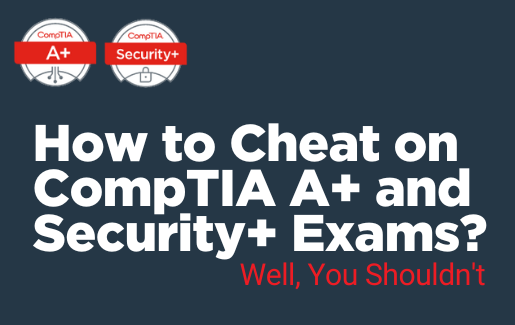 CompTIA
A+
CompTIA
Security+
How to Cheat on
CompTIA A+ and
Security+ Exams?
Well, You Shouldn't